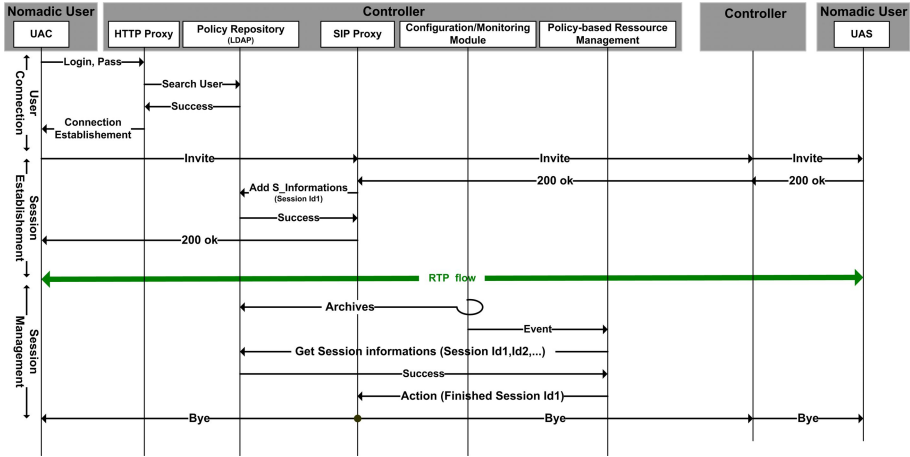 Nomadic User
Controller
Controller
Nomadic User
UAC
HTTP Proxy
Policy Repository
(LDAP)
SIP Proxy
Configuration/Monitoring
Module
Policy-based Ressource
Management
UAS
User
Connection
Login, Pass
Search User
Success
Connection
Establishement
Session
Establishement
Invite
Invite
Invite
200 ok
200 ok
Add S_Informations
(Session Id1)
Success
200 ok
RTP flow
Session
Management
Archives
Event
Get Session informations (Session Id1,Id2,...)
Success
Action (Finished Session Id1)
Bye
Bye
Bye